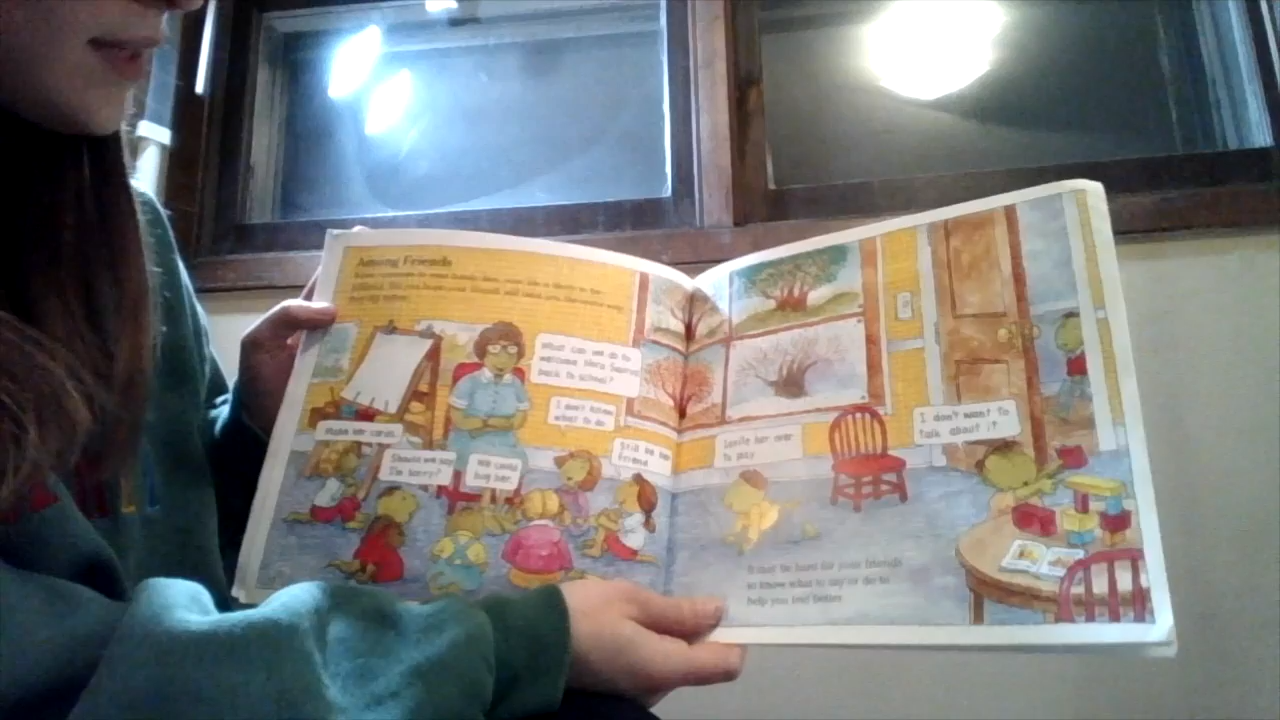 Among Friends
What can we do to
welcome Nora Saurus
back to school?
I don't know
what to do.
Make her cards.
Should we say
I'm sorry?
We could
hug her.
Still be her
friend
Invite her over
to play
I don't want to
talk about it
It may be hard for your friends
to know what to say or do to
help you feel better.